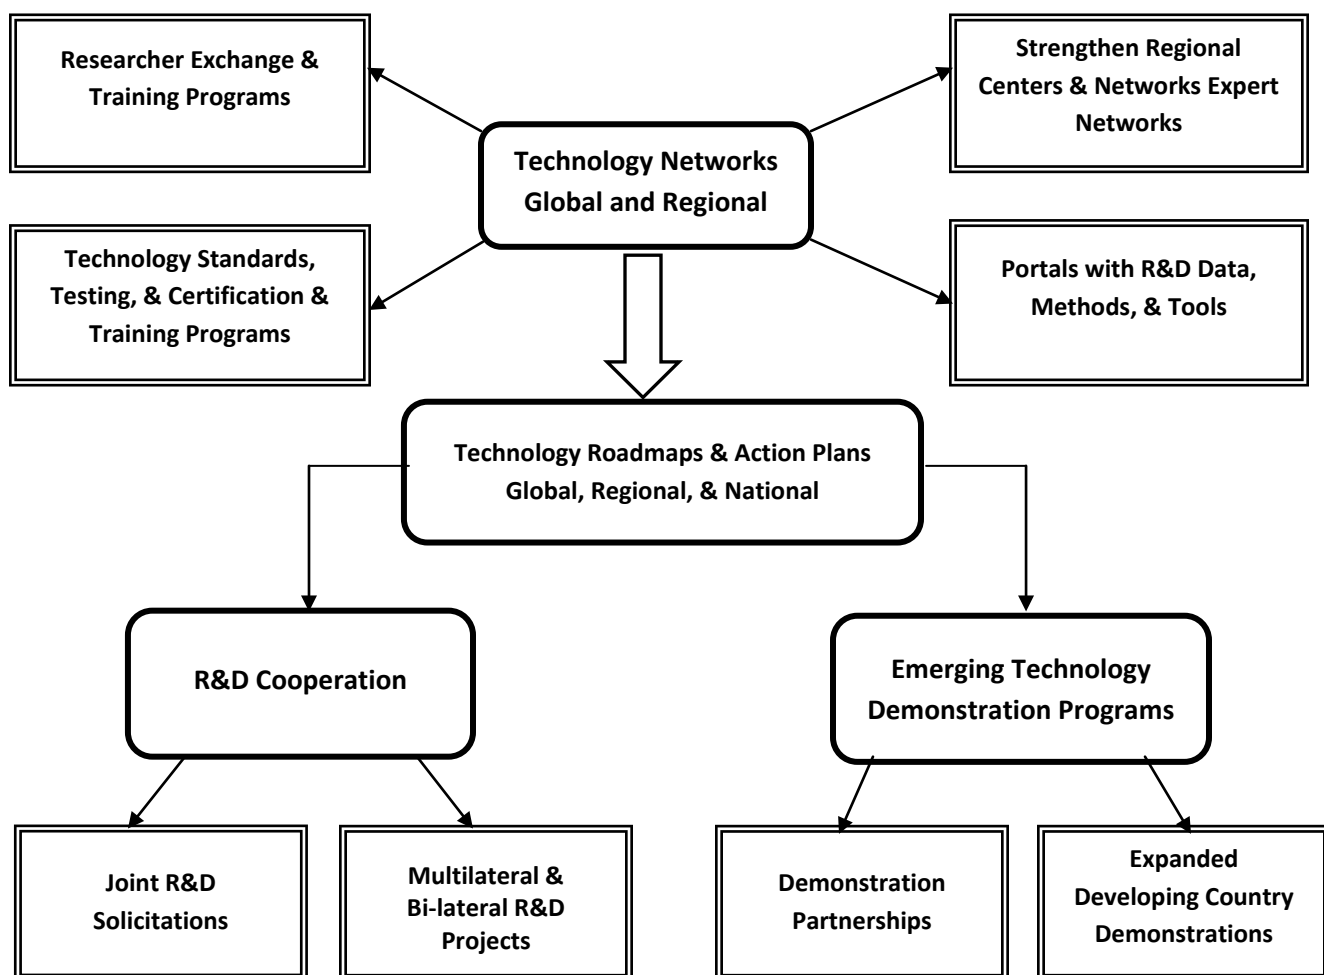 Researcher Exchange &
Training Programs
Strengthen Regional
Centers & Networks Expert
Networks
Technology Networks
Global and Regional
Technology Standards,
Testing, & Certification &
Training Programs
Portals with R&D Data,
Methods, & Tools
Technology Roadmaps & Action Plans
Global, Regional, & National
R&D Cooperation
Emerging Technology
Demonstration Programs
Joint R&D
Solicitations
Multilateral &
Bi-lateral R&D
Projects
Demonstration
Partnerships
Expanded
Developing Country
Demonstrations